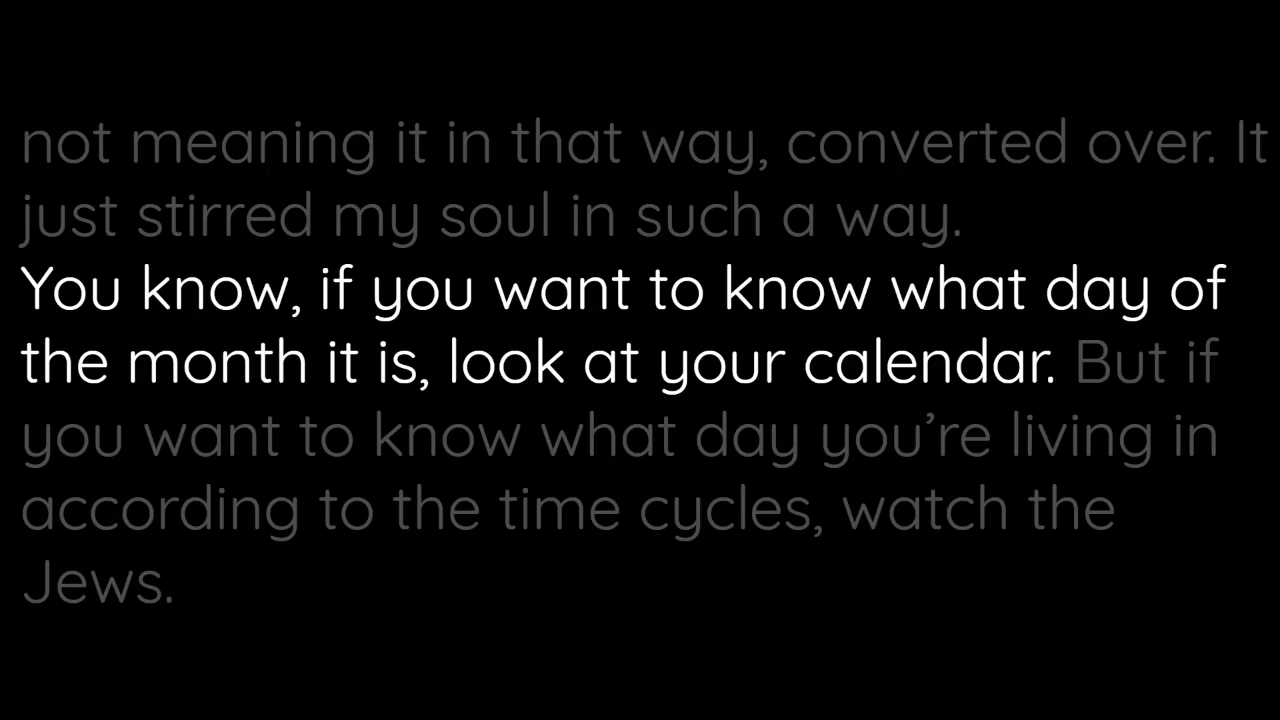 not meaning it in that way, converted over. It
just stirred my soul in such a way.
You know, if you want to know what day of
the month it is, look at your calendar. But if
you want to know what day you’re living in
according to the time cycles, watch the
Jews.